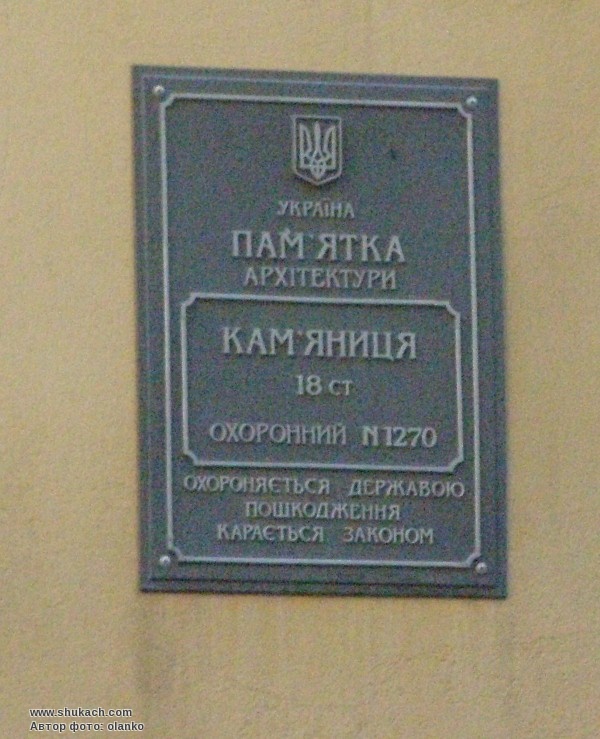 УКРАЇНА
ПАМ`ЯТКА
АРХІТЕКТУРИ
КАМ`ЯНИЦЯ
18 СТ
ОХОРОННИЙ N1270
ОХОРОНЯЄТЬСЯ ДЕРЖАВОЮ
ПОШКОДЖЕННЯ
КАРАЄТЬСЯ ЗАКОНОМ
www.shukach.com
Автор фото: olanko